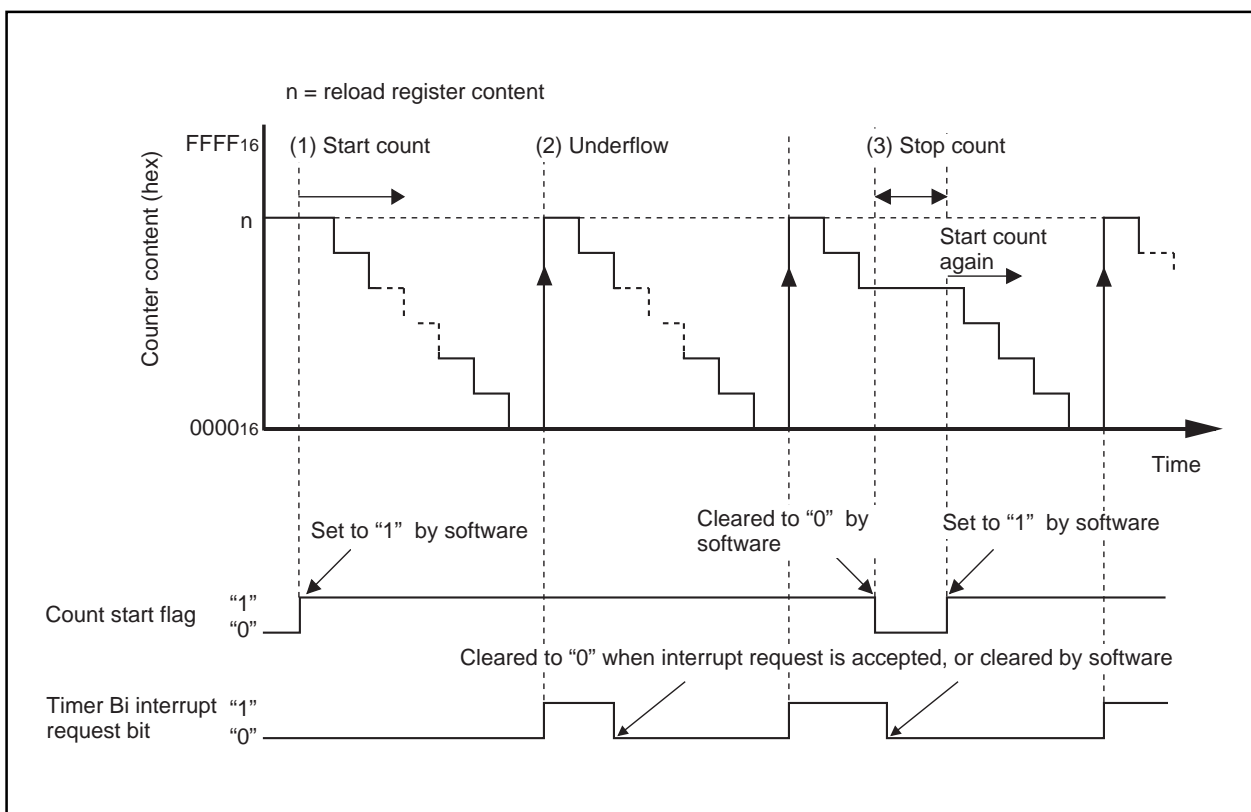 n = reload register content
FFFF16
(1) Start count
(2) Underflow
(3) Stop count
Counter content (hex)
n
Start count
again
000016
Time
Set to “1” by software
Cleared to “0” by
software
Set to “1” by software
Count start flag
“1”
“0”
Cleared to “0” when interrupt request is accepted, or cleared by software
Timer Bi interrupt
request bit
“1”
“0”